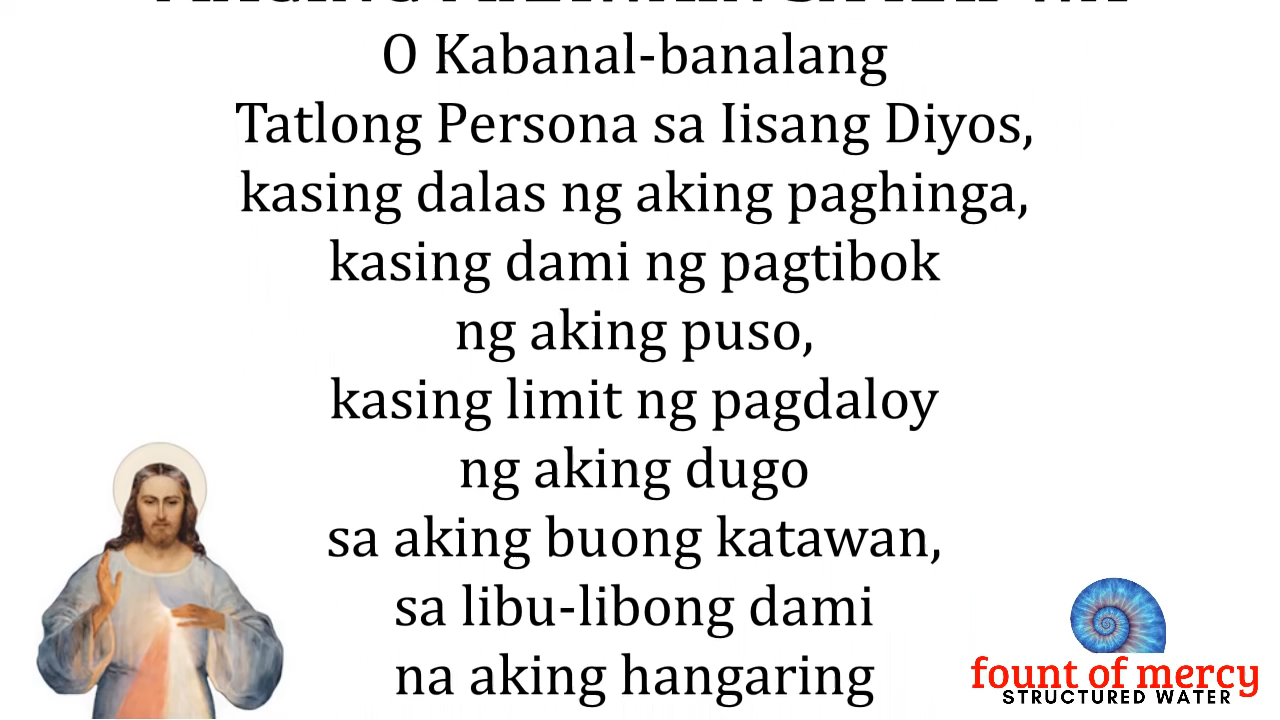 O Kabanal-banalang
Tatlong Persona sa Iisang Diyos,
kasing dalas ng aking paghinga,
kasing dami ng pagtibok
ng aking puso,
kasing limit ng pagdaloy
ng aking dugo
sa aking buong katawan,
sa libu-libong dami
na aking hangaring
fount of mercy
STRUCTURED WATER